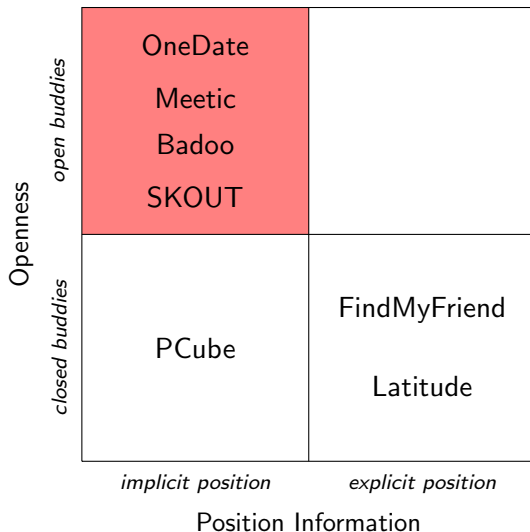 OneDate
Meetic
Badoo
SKOUT
open buddies
Openness
closed buddies
PCube
FindMyFriend
Latitude
implicit position
explicit position
Position Information